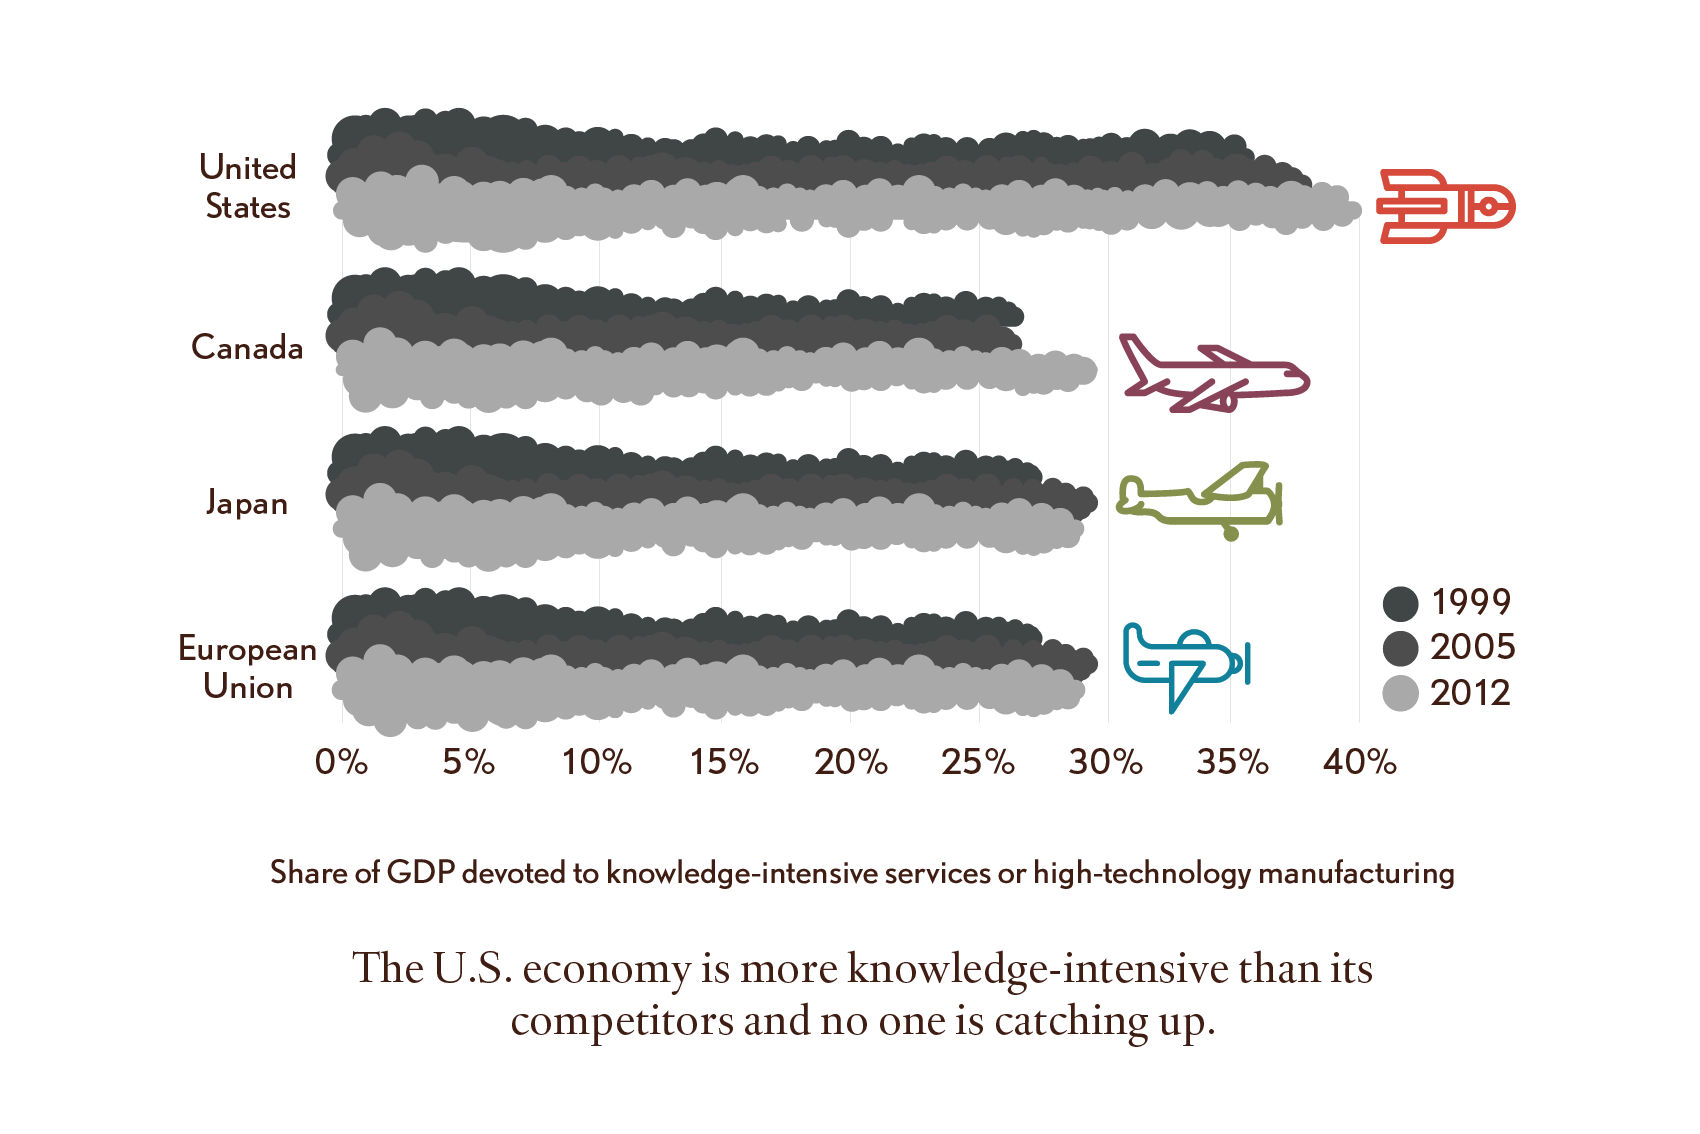 United
States
Canada
Japan
European
Union
1999
2005
2012
0% 5% 10% 15% 20% 25% 30% 35% 40%
Share of GDP devoted to knowledge-intensive services or high-technology manufacturing
The U.S. economy is more knowledge-intensive than its
competitors and no one is catching up.